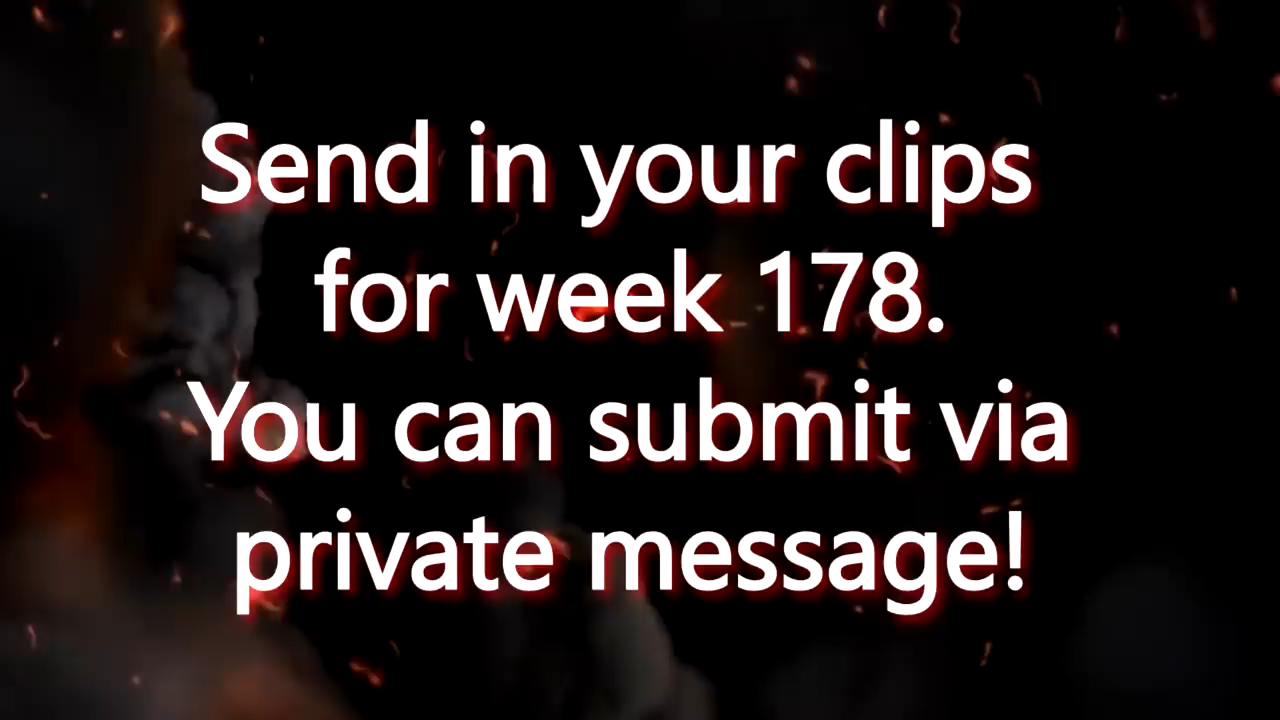 Send in your clips
for week 178.
You can submit via
private message!